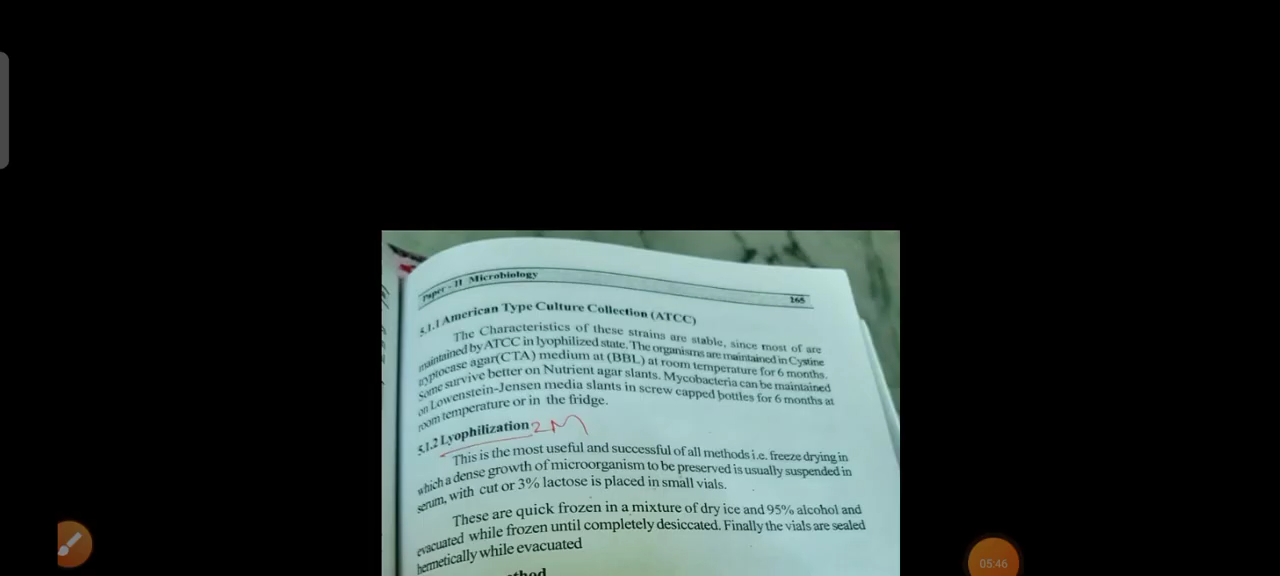 Paper - II Microbiology
165
5.1.1 American Type Culture Collection (ATCC)
The Characteristics of these strains are stable, since most of are
maintained by ATCC in lyophilized state. The organisms are maintained in Cystine
tryptocase agar(CTA) medium at (BBL) at room temperature for 6 months.
Some survive better on Nutrient agar slants. Mycobacteria can be maintained
on Lowenstein-Jensen media slants in screw capped bottles for 6 months at
room temperature or in the fridge.
5.1.2 Lyophilization 2M
This is the most useful and successful of all methods i.e. freeze drying in
which a dense growth of microorganism to be preserved is usually suspended in
serum, with cut or 3% lactose is placed in small vials.
These are quick frozen in a mixture of dry ice and 95% alcohol and
evacuated while frozen until completely desiccated. Finally the vials are sealed
hermetically while evacuated
05:46